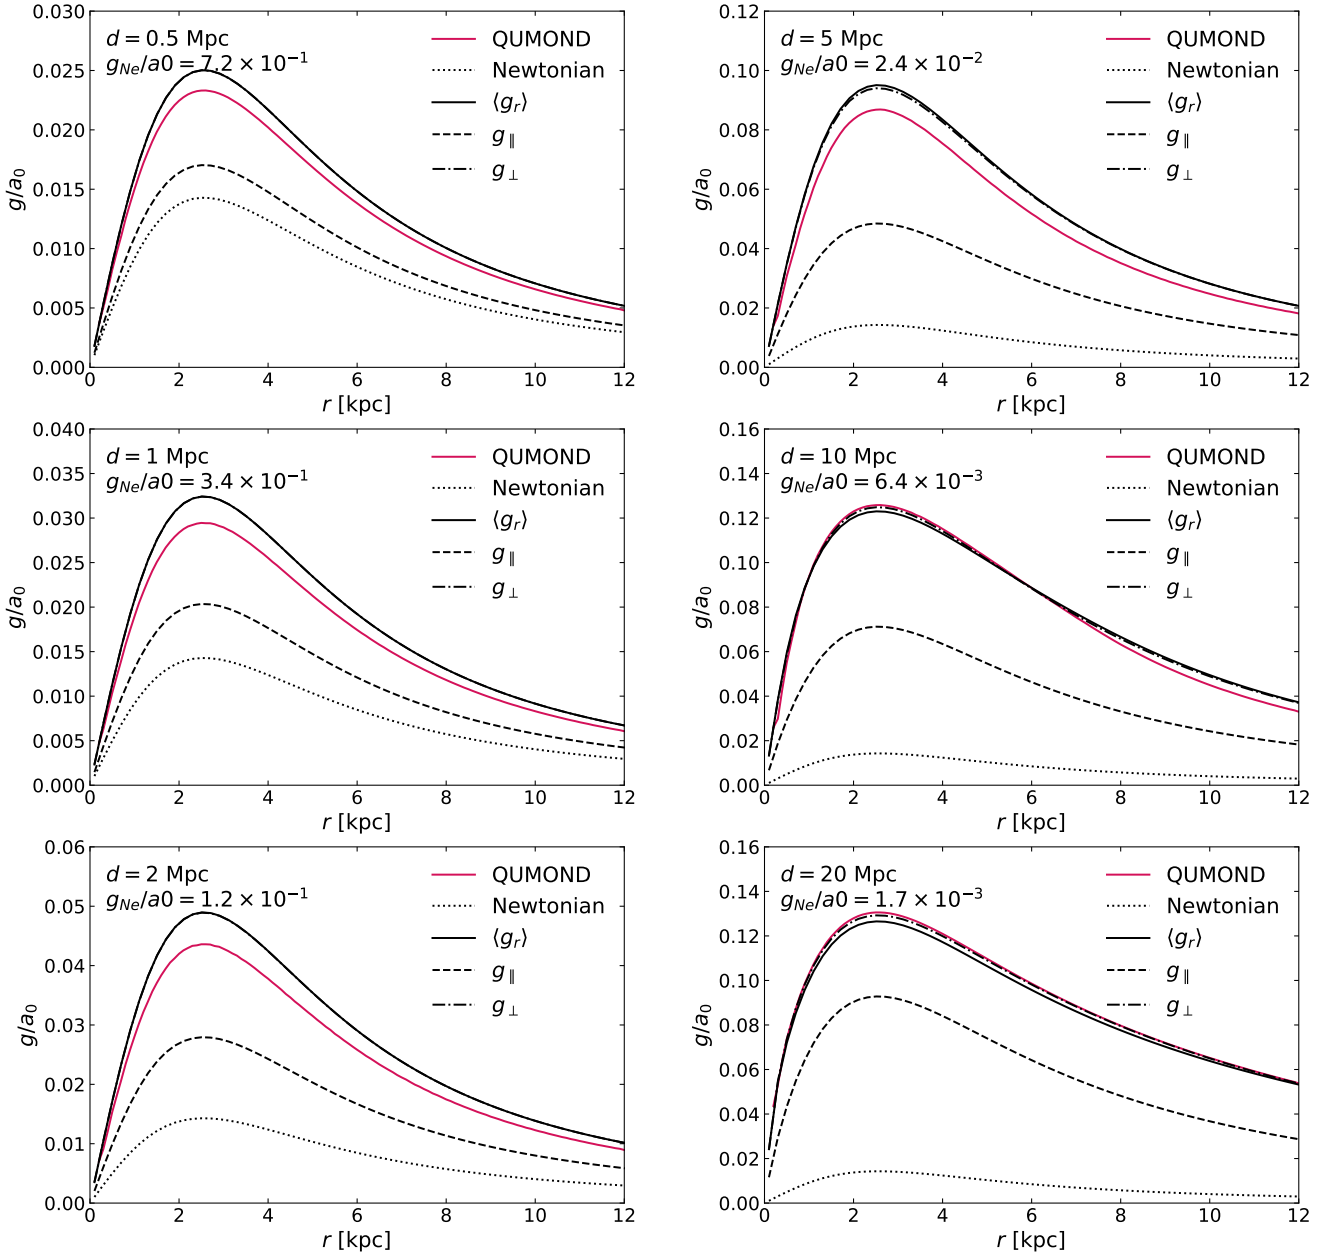 0.030
0.025
0.020
0.015
0.010
0.005
0.000
g/a₀
d = 0.5 Mpc
g_Ne/a0 = 7.2 × 10⁻¹
QUMOND
Newtonian
⟨g_r⟩
g_∥
g_⊥
0 2 4 6 8 10 12
r [kpc]
0.12
0.10
0.08
0.06
0.04
0.02
0.00
g/a₀
d = 5 Mpc
g_Ne/a0 = 2.4 × 10⁻²
QUMOND
Newtonian
⟨g_r⟩
g_∥
g_⊥
0 2 4 6 8 10 12
r [kpc]
0.040
0.035
0.030
0.025
0.020
0.015
0.010
0.005
0.000
g/a₀
d = 1 Mpc
g_Ne/a0 = 3.4 × 10⁻¹
QUMOND
Newtonian
⟨g_r⟩
g_∥
g_⊥
0 2 4 6 8 10 12
r [kpc]
0.16
0.14
0.12
0.10
0.08
0.06
0.04
0.02
0.00
g/a₀
d = 10 Mpc
g_Ne/a0 = 6.4 × 10⁻³
QUMOND
Newtonian
⟨g_r⟩
g_∥
g_⊥
0 2 4 6 8 10 12
r [kpc]
0.06
0.05
0.04
0.03
0.02
0.01
0.00
g/a₀
d = 2 Mpc
g_Ne/a0 = 1.2 × 10⁻¹
QUMOND
Newtonian
⟨g_r⟩
g_∥
g_⊥
0 2 4 6 8 10 12
r [kpc]
0.16
0.14
0.12
0.10
0.08
0.06
0.04
0.02
0.00
g/a₀
d = 20 Mpc
g_Ne/a0 = 1.7 × 10⁻³
QUMOND
Newtonian
⟨g_r⟩
g_∥
g_⊥
0 2 4 6 8 10 12
r [kpc]